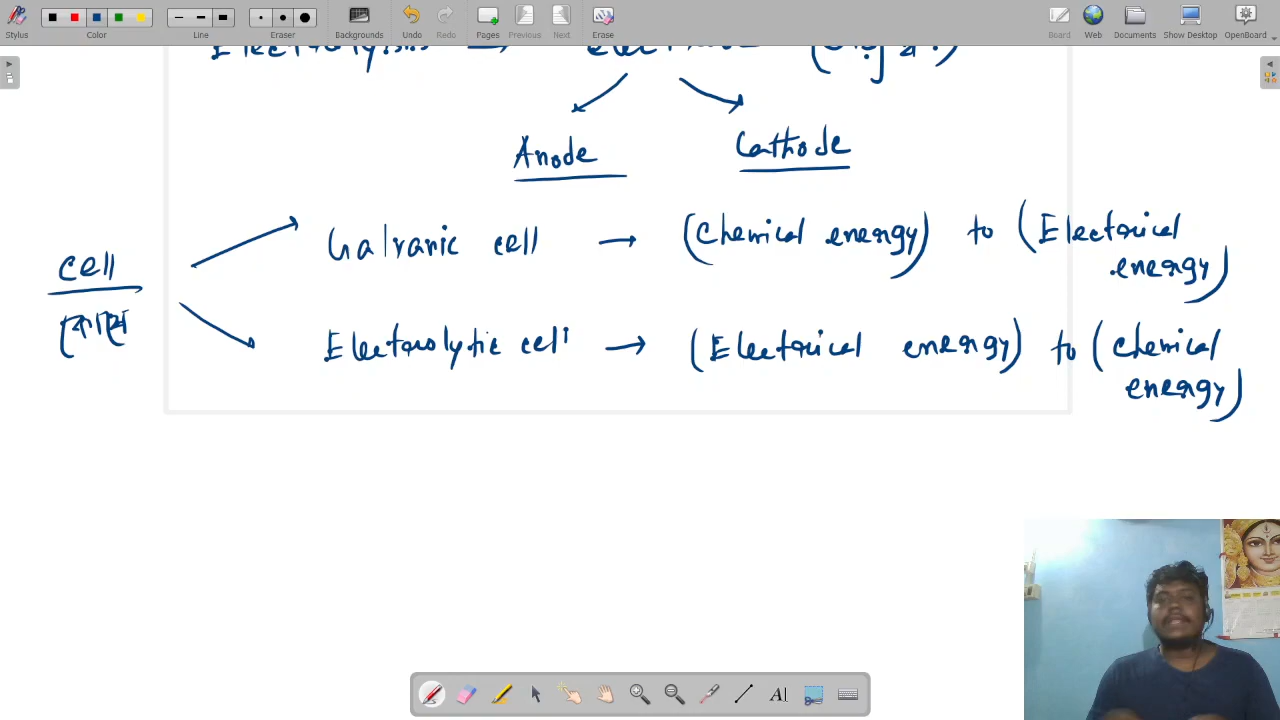 Stylus Color Line Eraser Backgrounds Undo Redo Pages Previous Next Erase Board Web Documents Show Desktop OpenBoard
Electrolysis →
Anode Cathode
Galvanic cell → (Chemical energy) to (Electrical energy)
cell
Electrolytic cell → (Electrical energy) to (Chemical energy)